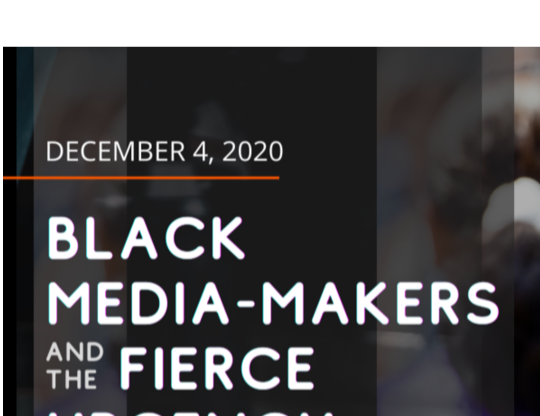 DECEMBER 4, 2020
BLACK
MEDIA-MAKERS
AND THE FIERCE